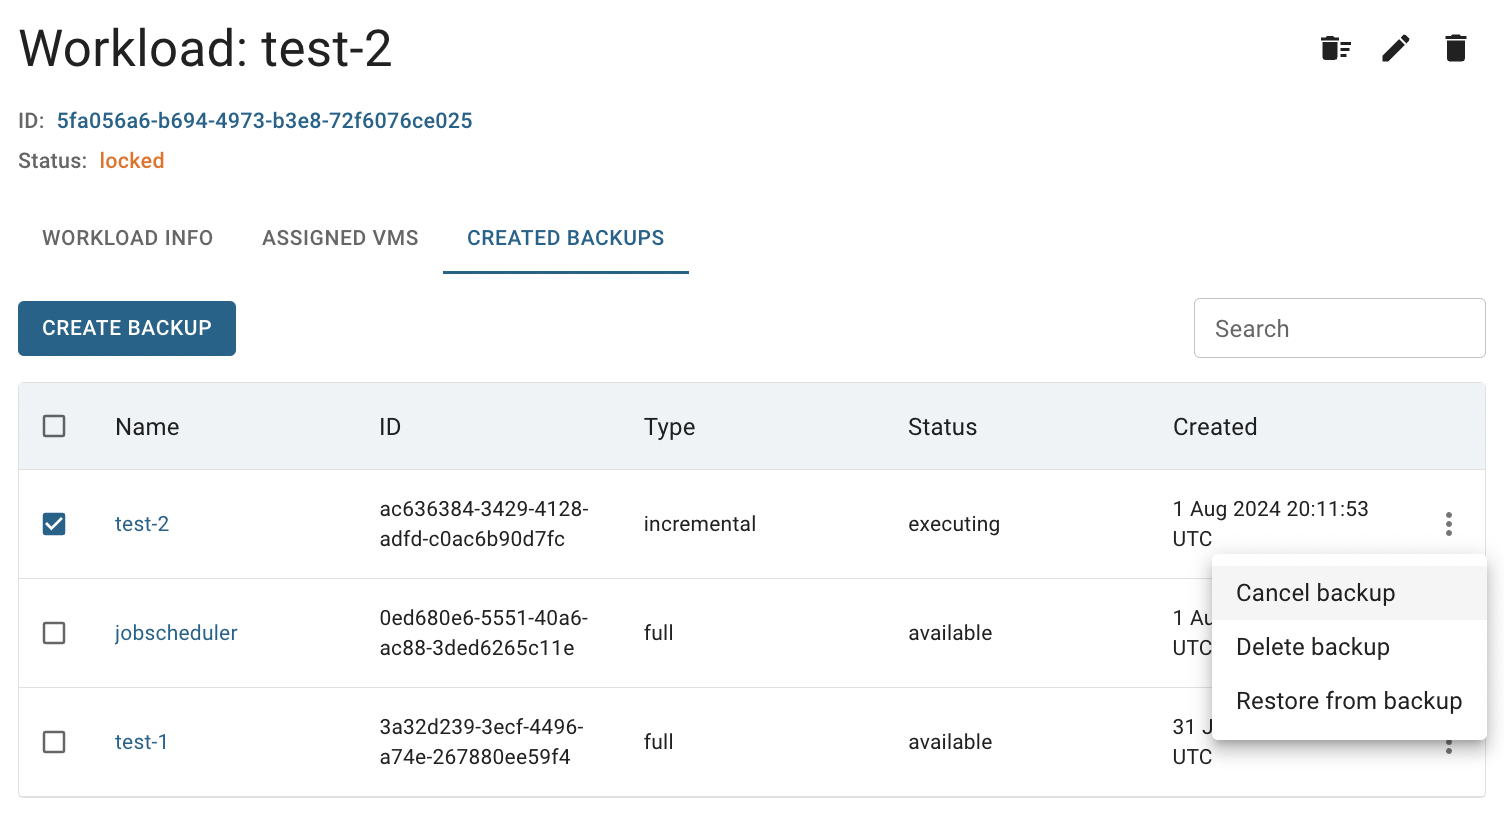 Workload: test-2
ID: 5fa056a6-b694-4973-b3e8-72f6076ce025
Status: locked
WORKLOAD INFO ASSIGNED VMS CREATED BACKUPS
CREATE BACKUP Search
Name ID Type Status Created
test-2 ac636384-3429-4128- incremental executing 1 Aug 2024 20:11:53
adfd-c0ac6b90d7fc UTC
Cancel backup
Delete backup
Restore from backup
jobscheduler 0ed680e6-5551-40a6- full available 1 Au
ac88-3ded6265c11e UTC
test-1 3a32d239-3ecf-4496- full available 31 J
a74e-267880ee59f4 UTC